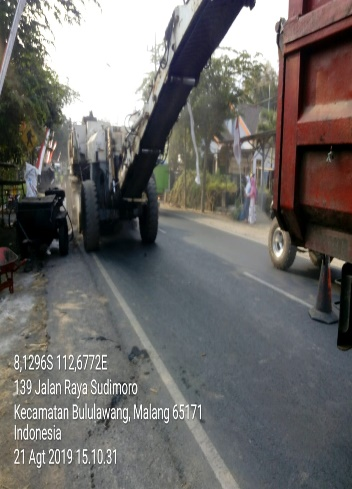 8,1296S 112,6772E
139 Jalan Raya Sudimoro
Kecamatan Bululawang, Malang 65171
Indonesia
21 Agt 2019 15.10.31